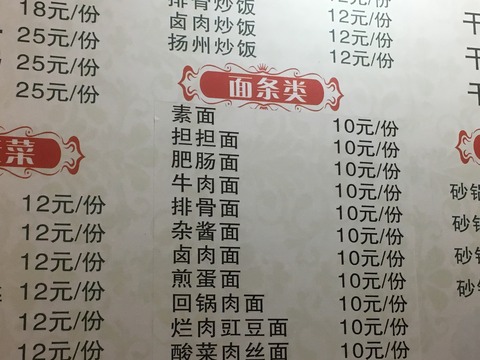 18元/份
25元/份
25元/份
菜
12元/份
12元/份
12元/份
12元/份
12元/份
排骨炒饭 12元/份
卤肉炒饭 12元/份
扬州炒饭 12元/份
面条类
素面 10元/份
担担面 10元/份
肥肠面 10元/份
牛肉面 10元/份
排骨面 10元/份
杂酱面 10元/份
卤肉面 10元/份
煎蛋面 10元/份
回锅肉面 10元/份
烂肉豇豆面 10元/份
酸菜肉丝面 10元/份
干
干
干
砂锅
砂锅
砂锅
砂锅